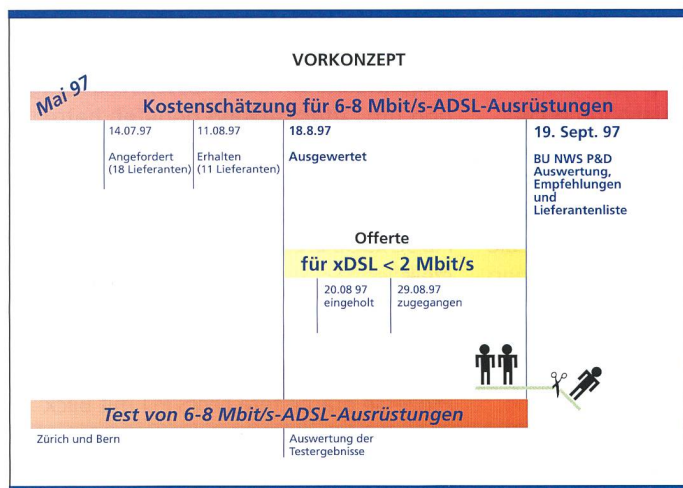 VORKONZEPT
Mai 97
Kostenschätzung für 6-8 Mbit/s-ADSL-Ausrüstungen
14.07.97
Angefordert
(18 Lieferanten)
11.08.97
Erhalten
(11 Lieferanten)
18.8.97
Ausgewertet
19. Sept. 97
BU NWS P&D
Auswertung,
Empfehlungen
und
Lieferantenliste
Offerte
für xDSL < 2 Mbit/s
20.08 97
eingeholt
29.08.97
zugegangen
Test von 6-8 Mbit/s-ADSL-Ausrüstungen
Zürich und Bern
Auswertung der
Testergebnisse